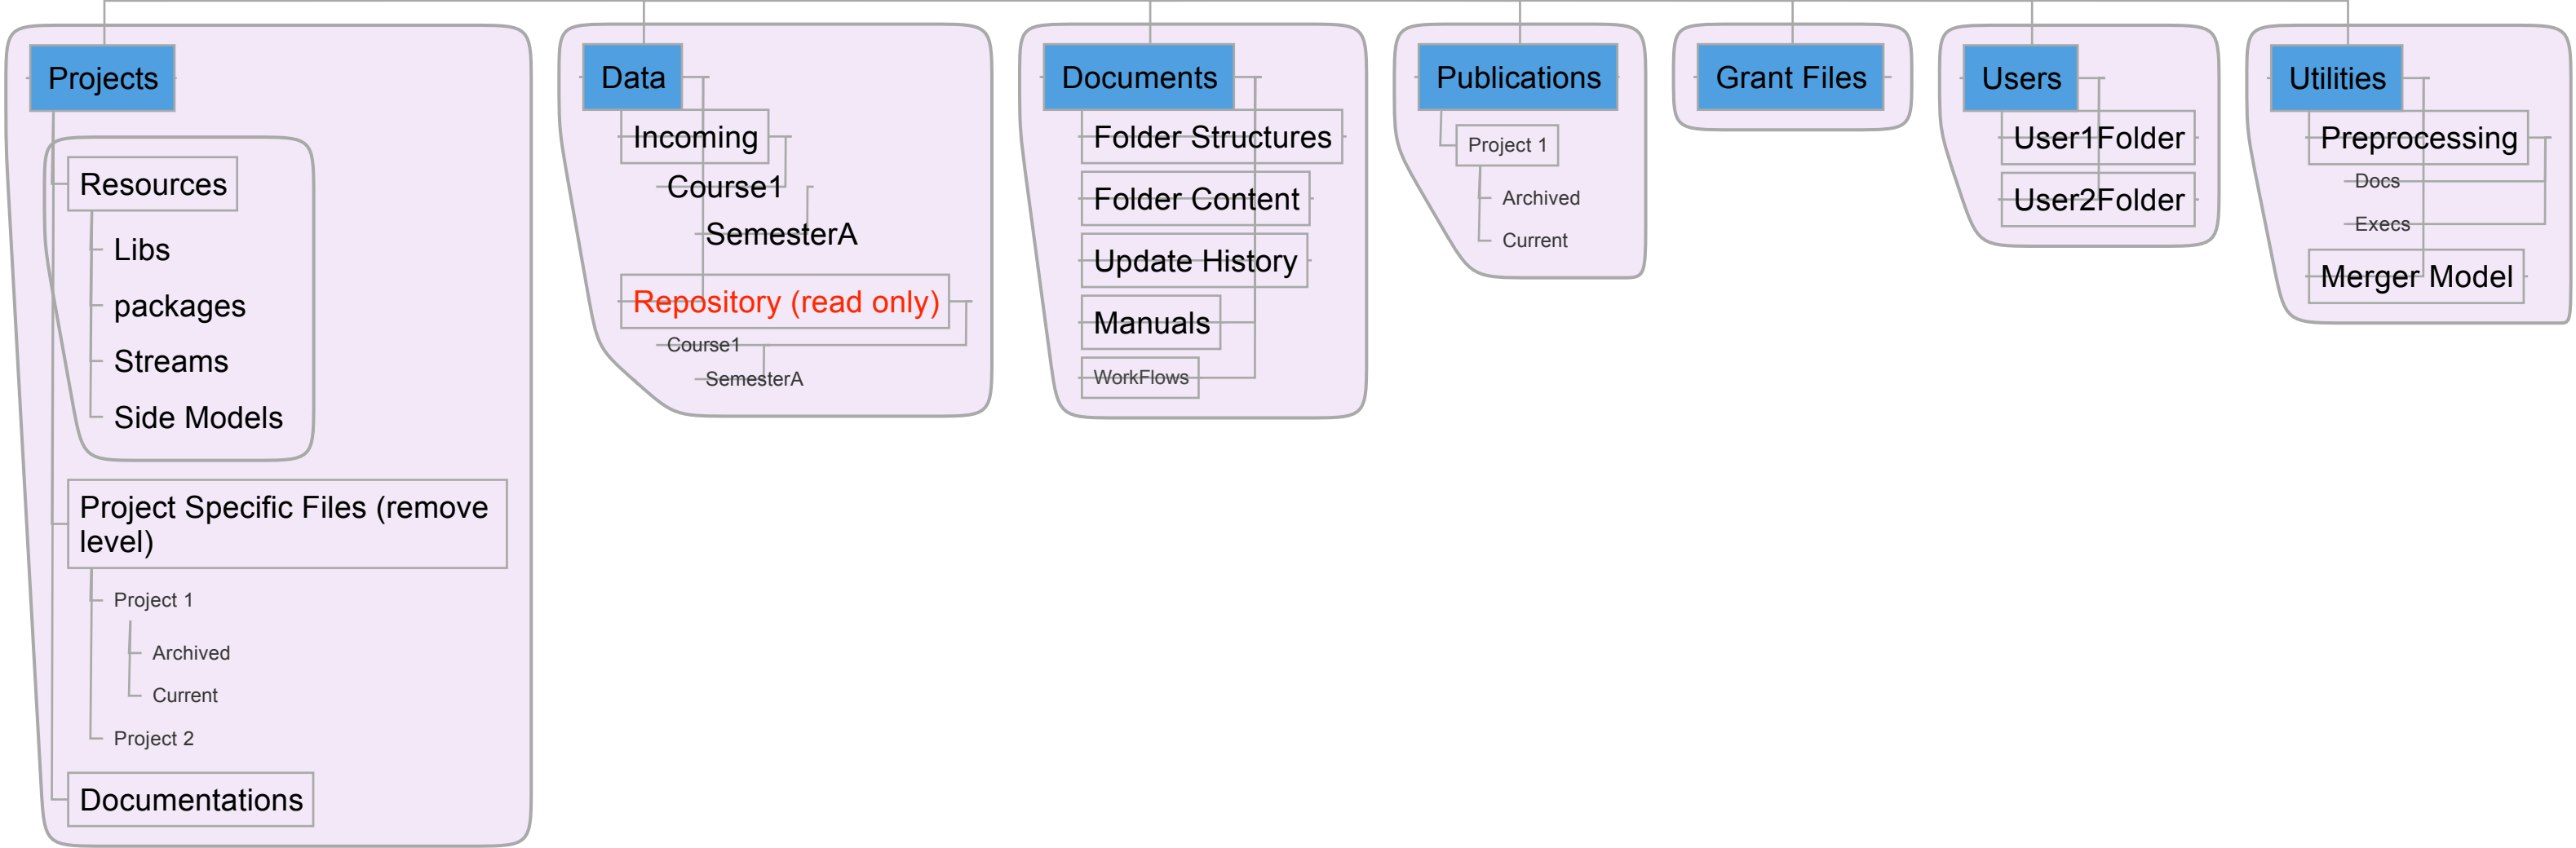 Projects
Resources
Libs
packages
Streams
Side Models
Project Specific Files (remove
level)
Project 1
Archived
Current
Project 2
Documentations
Data
Incoming
Course1
SemesterA
Repository (read only)
Course1
SemesterA
Documents
Folder Structures
Folder Content
Update History
Manuals
WorkFlows
Publications
Project 1
Archived
Current
Grant Files
Users
User1Folder
User2Folder
Utilities
Preprocessing
Docs
Execs
Merger Model